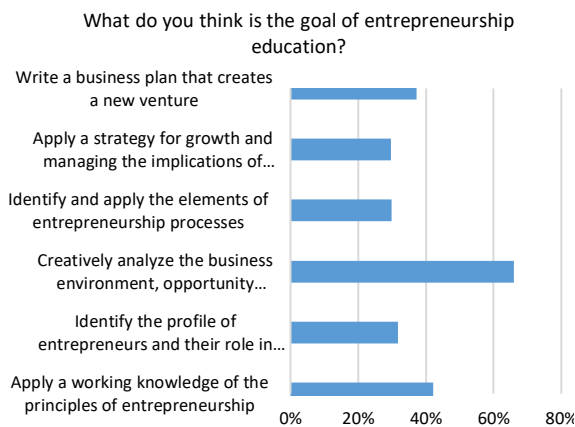 What do you think is the goal of entrepreneurship
education?
Write a business plan that creates
a new venture
Apply a strategy for growth and
managing the implications of…
Identify and apply the elements of
entrepreneurship processes
Creatively analyze the business
environment, opportunity…
Identify the profile of
entrepreneurs and their role in…
Apply a working knowledge of the
principles of entrepreneurship
0% 20% 40% 60% 80%